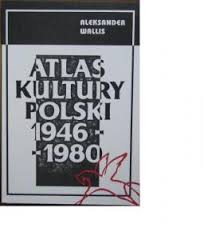 ALEKSANDER
WALLIS
ATLAS
KULTURY
POLSKI
1946-
-1980